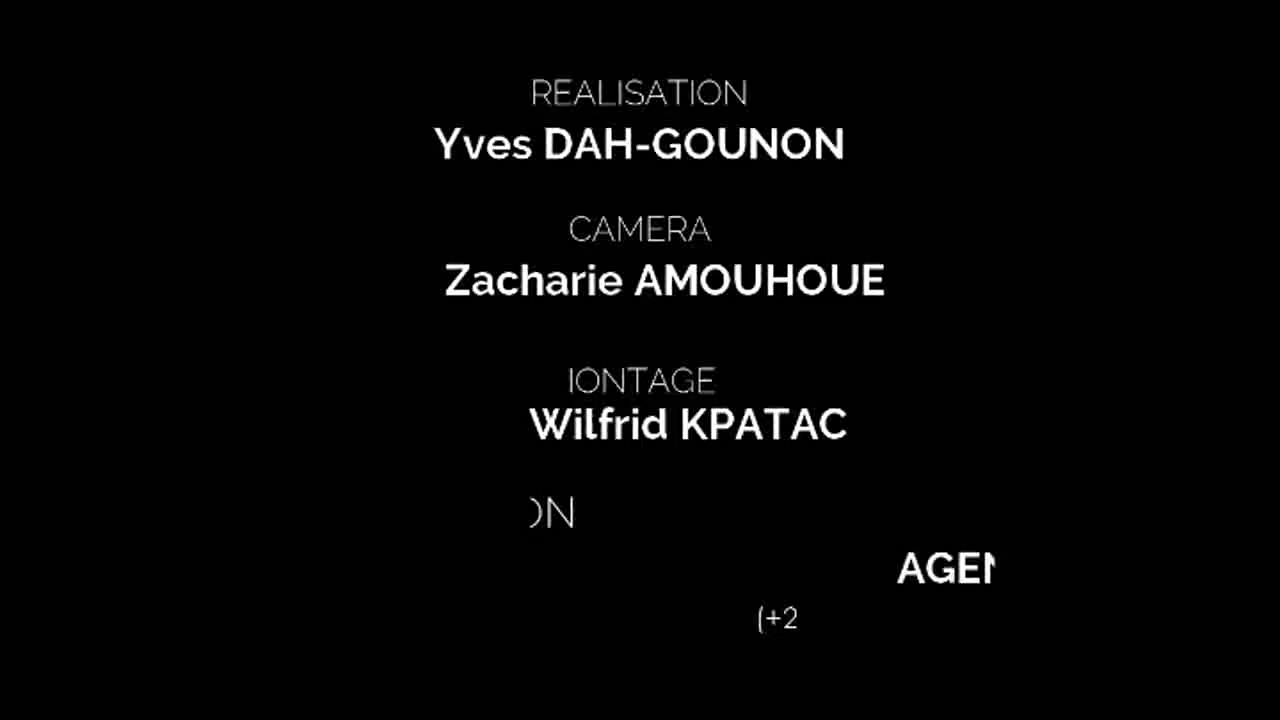 REALISATION
Yves DAH-GOUNON
CAMERA
Zacharie AMOUHOUE
IONTAGE
Wilfrid KPATAC
ON
AGEN
(+2